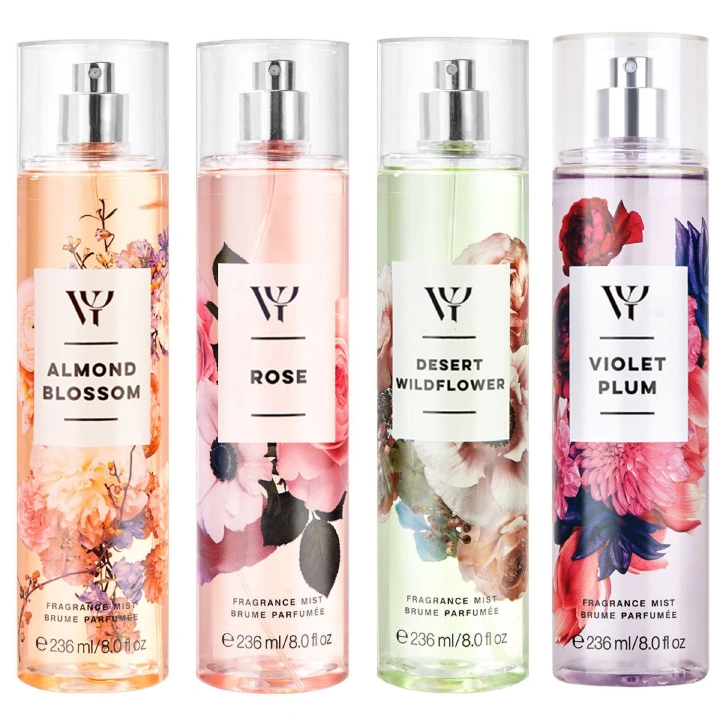 ALMOND
BLOSSOM
FRAGRANCE MIST
BRUME PARFUMÉE
℮236 ml/8.0 fl oz
ROSE
FRAGRANCE MIST
BRUME PARFUMÉE
℮236 ml/8.0 fl oz
DESERT
WILDFLOWER
FRAGRANCE MIST
BRUME PARFUMÉE
℮236 ml/8.0 fl oz
VIOLET
PLUM
FRAGRANCE MIST
BRUME PARFUMÉE
℮236 ml/8.0 fl oz